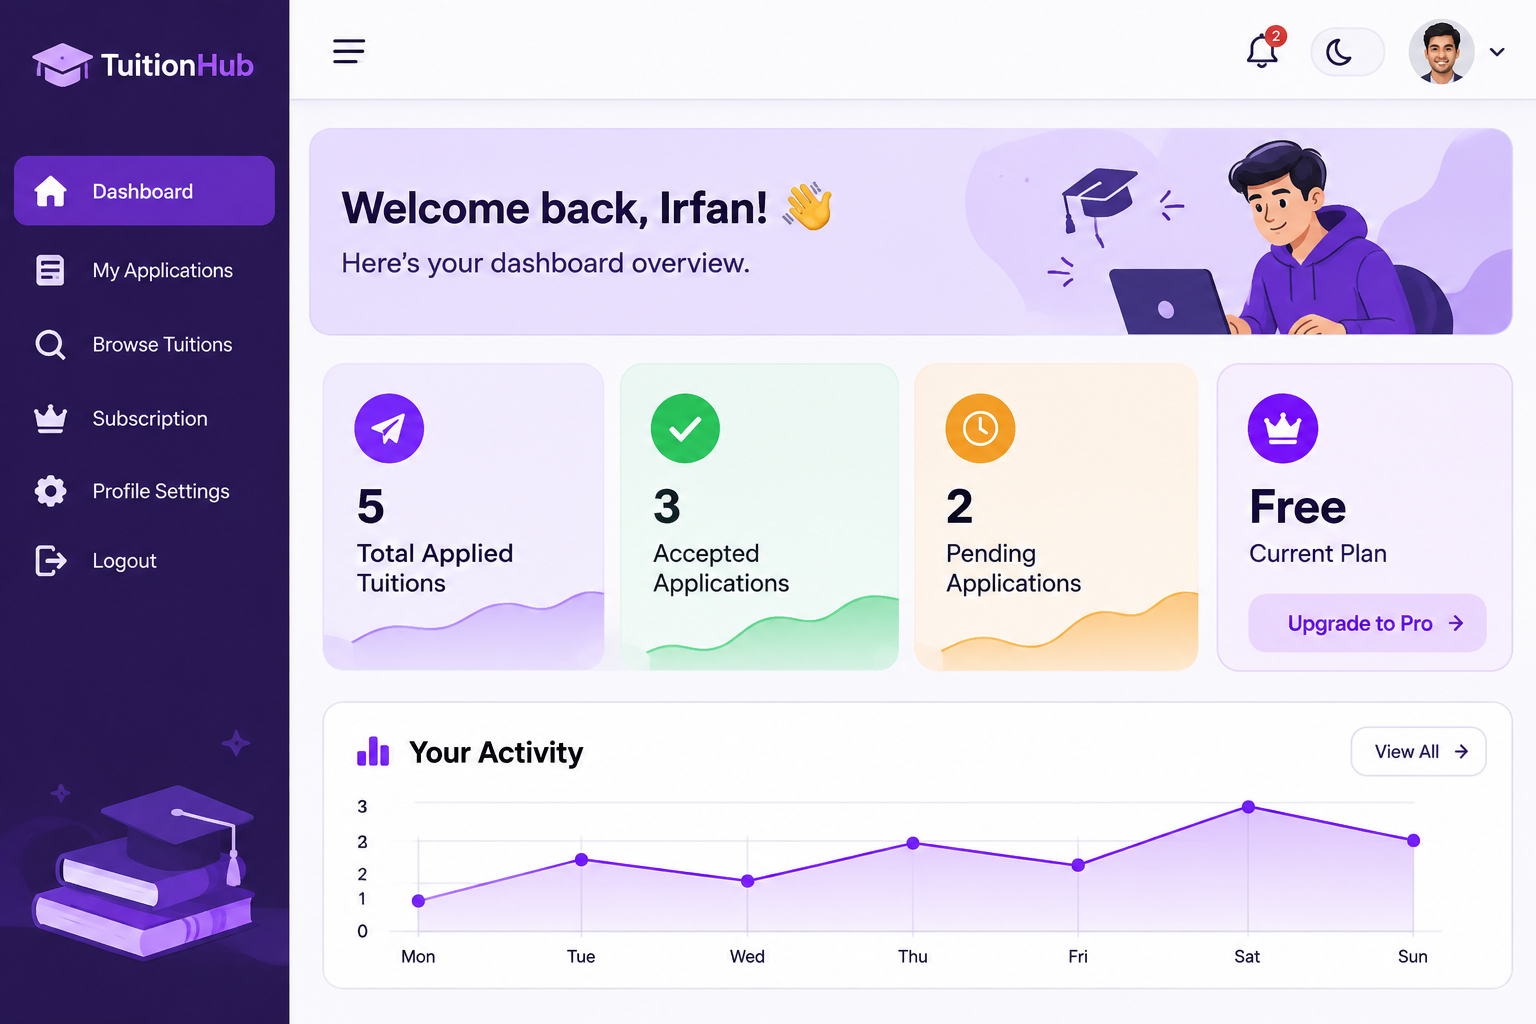 TuitionHub
2
Dashboard
My Applications
Browse Tuitions
Subscription
Profile Settings
Logout
Welcome back, Irfan! 👋
Here's your dashboard overview.
5
Total Applied
Tuitions
3
Accepted
Applications
2
Pending
Applications
Free
Current Plan
Upgrade to Pro →
Your Activity
View All →
3
2
2
1
0
Mon Tue Wed Thu Fri Sat Sun